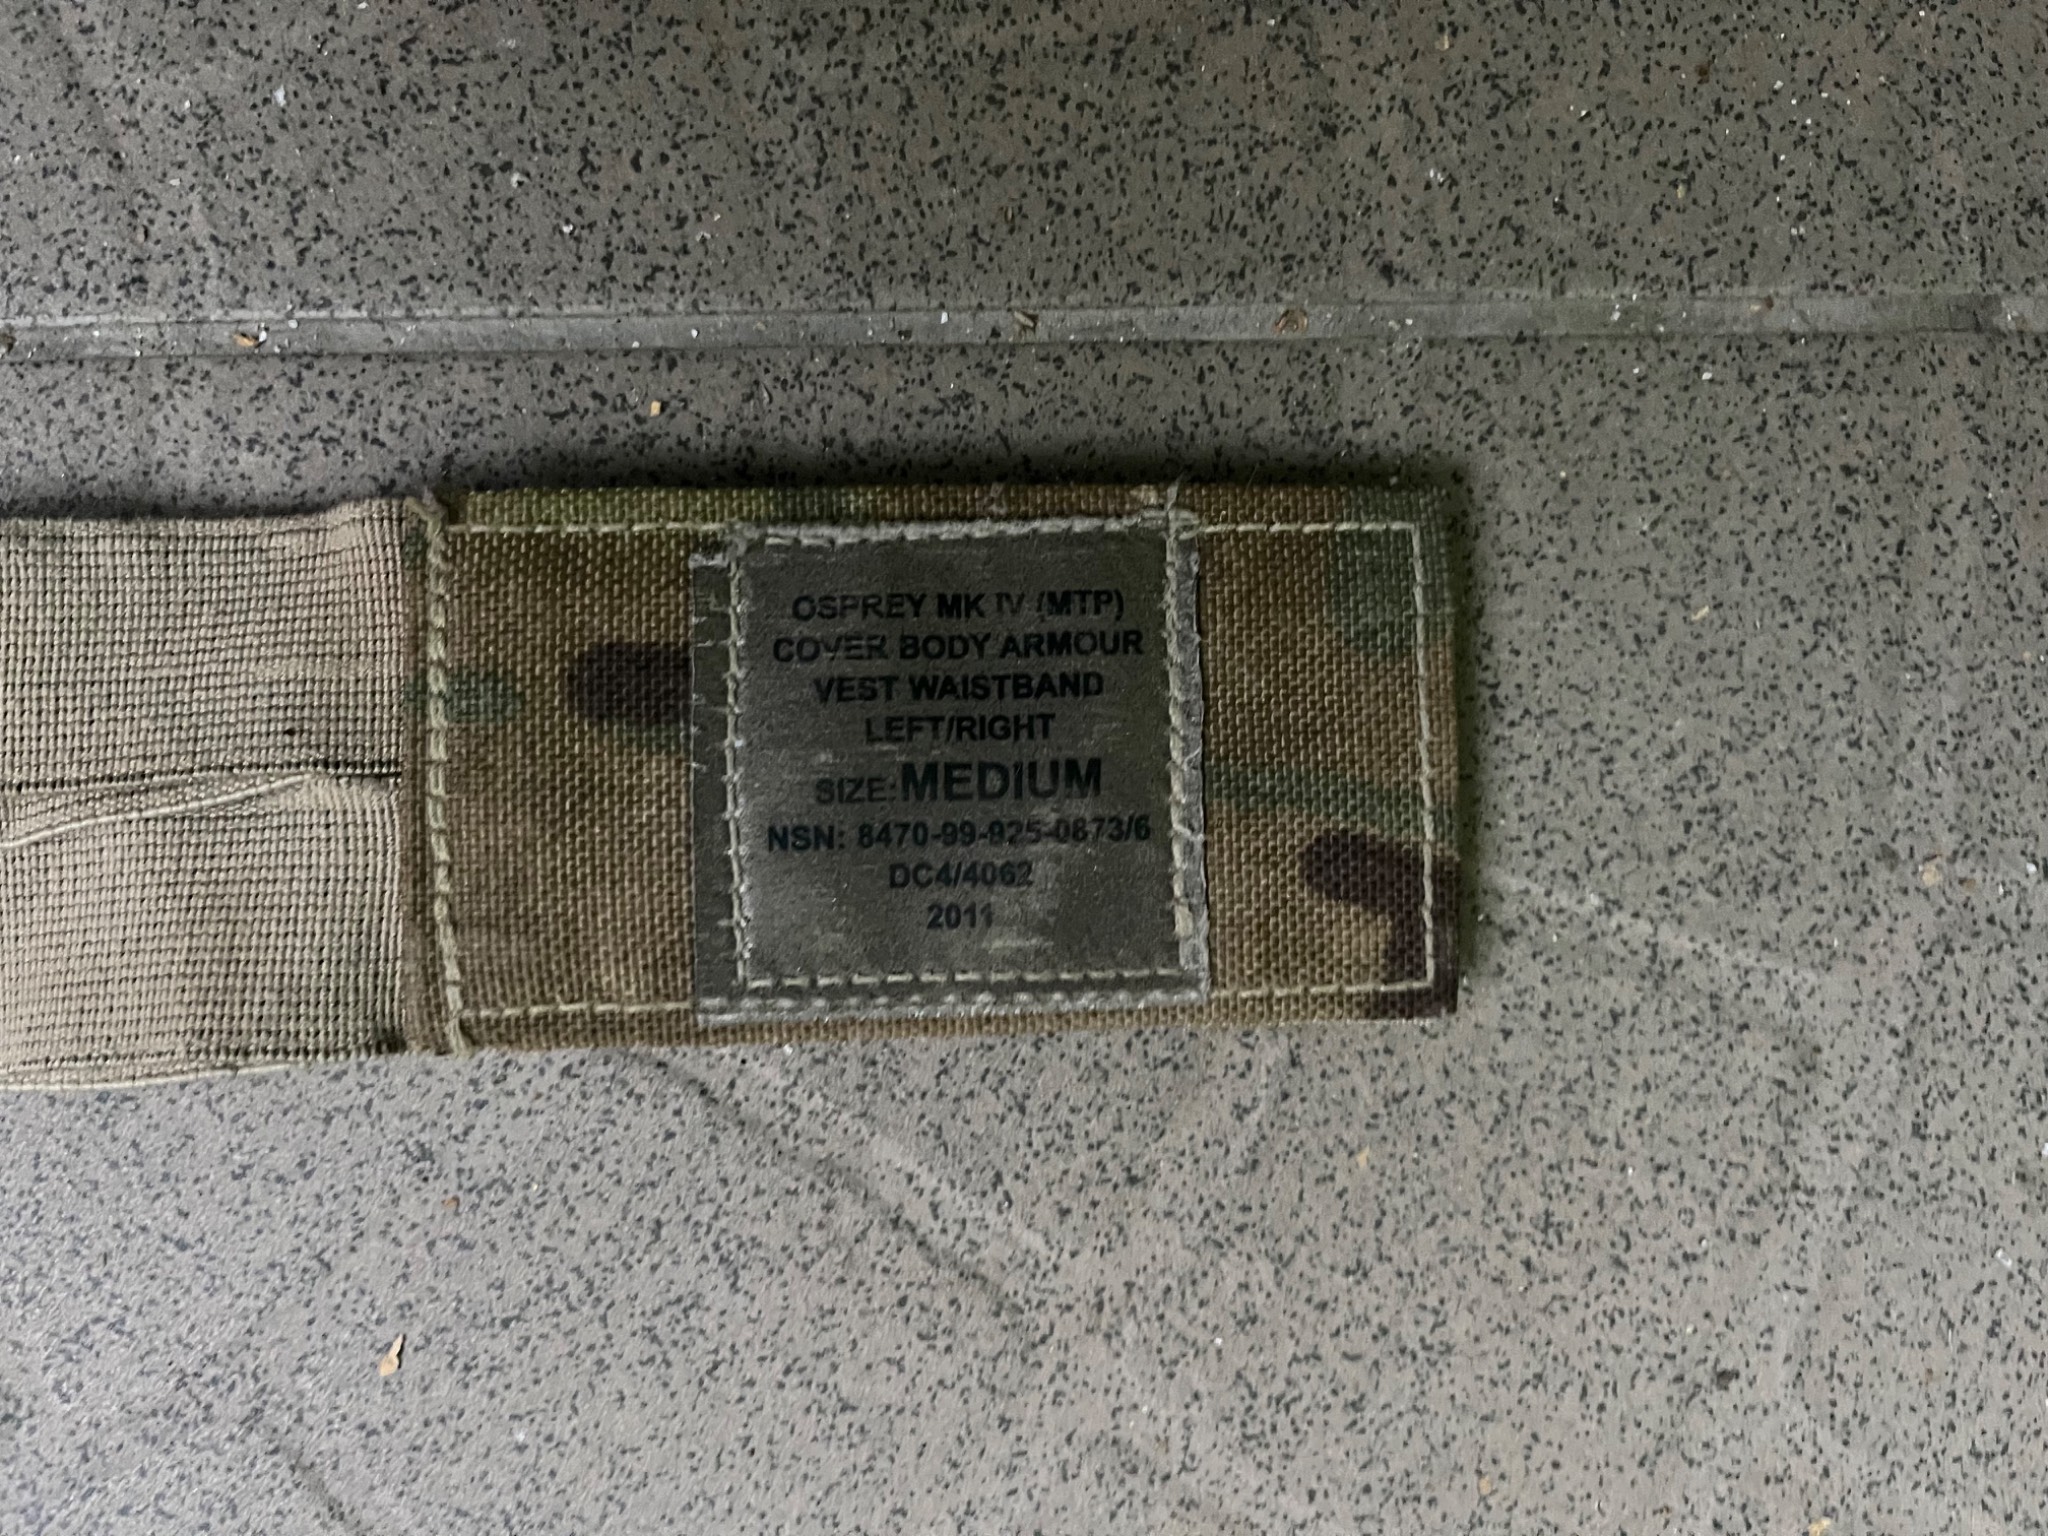 OSPREY MK IV (MTP)
COVER BODY ARMOUR
VEST WAISTBAND
LEFT/RIGHT
SIZE:MEDIUM
NSN: 8470-99-925-0873/6
DC4/4062
2011